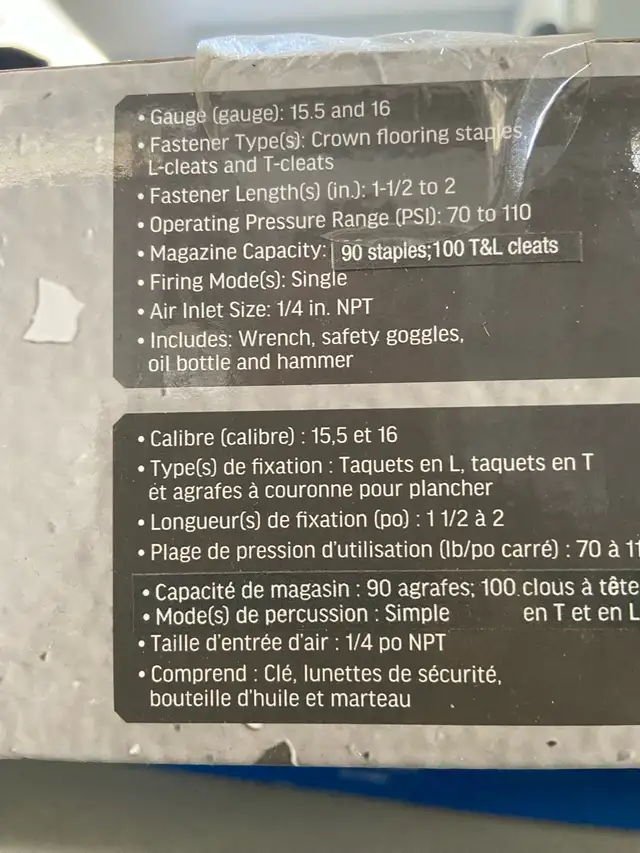 • Gauge (gauge): 15.5 and 16
• Fastener Type(s): Crown flooring staples,
L-cleats and T-cleats
• Fastener Length(s) (in.): 1-1/2 to 2
• Operating Pressure Range (PSI): 70 to 110
• Magazine Capacity: 90 staples;100 T&L cleats
• Firing Mode(s): Single
• Air Inlet Size: 1/4 in. NPT
• Includes: Wrench, safety goggles,
oil bottle and hammer
• Calibre (calibre) : 15,5 et 16
• Type(s) de fixation : Taquets en L, taquets en T
et agrafes à couronne pour plancher
• Longueur(s) de fixation (po) : 1 1/2 à 2
• Plage de pression d'utilisation (lb/po carré) : 70 à 11
• Capacité de magasin : 90 agrafes; 100 clous à tête
• Mode(s) de percussion : Simple en T et en L
• Taille d'entrée d'air : 1/4 po NPT
• Comprend : Clé, lunettes de sécurité,
bouteille d'huile et marteau